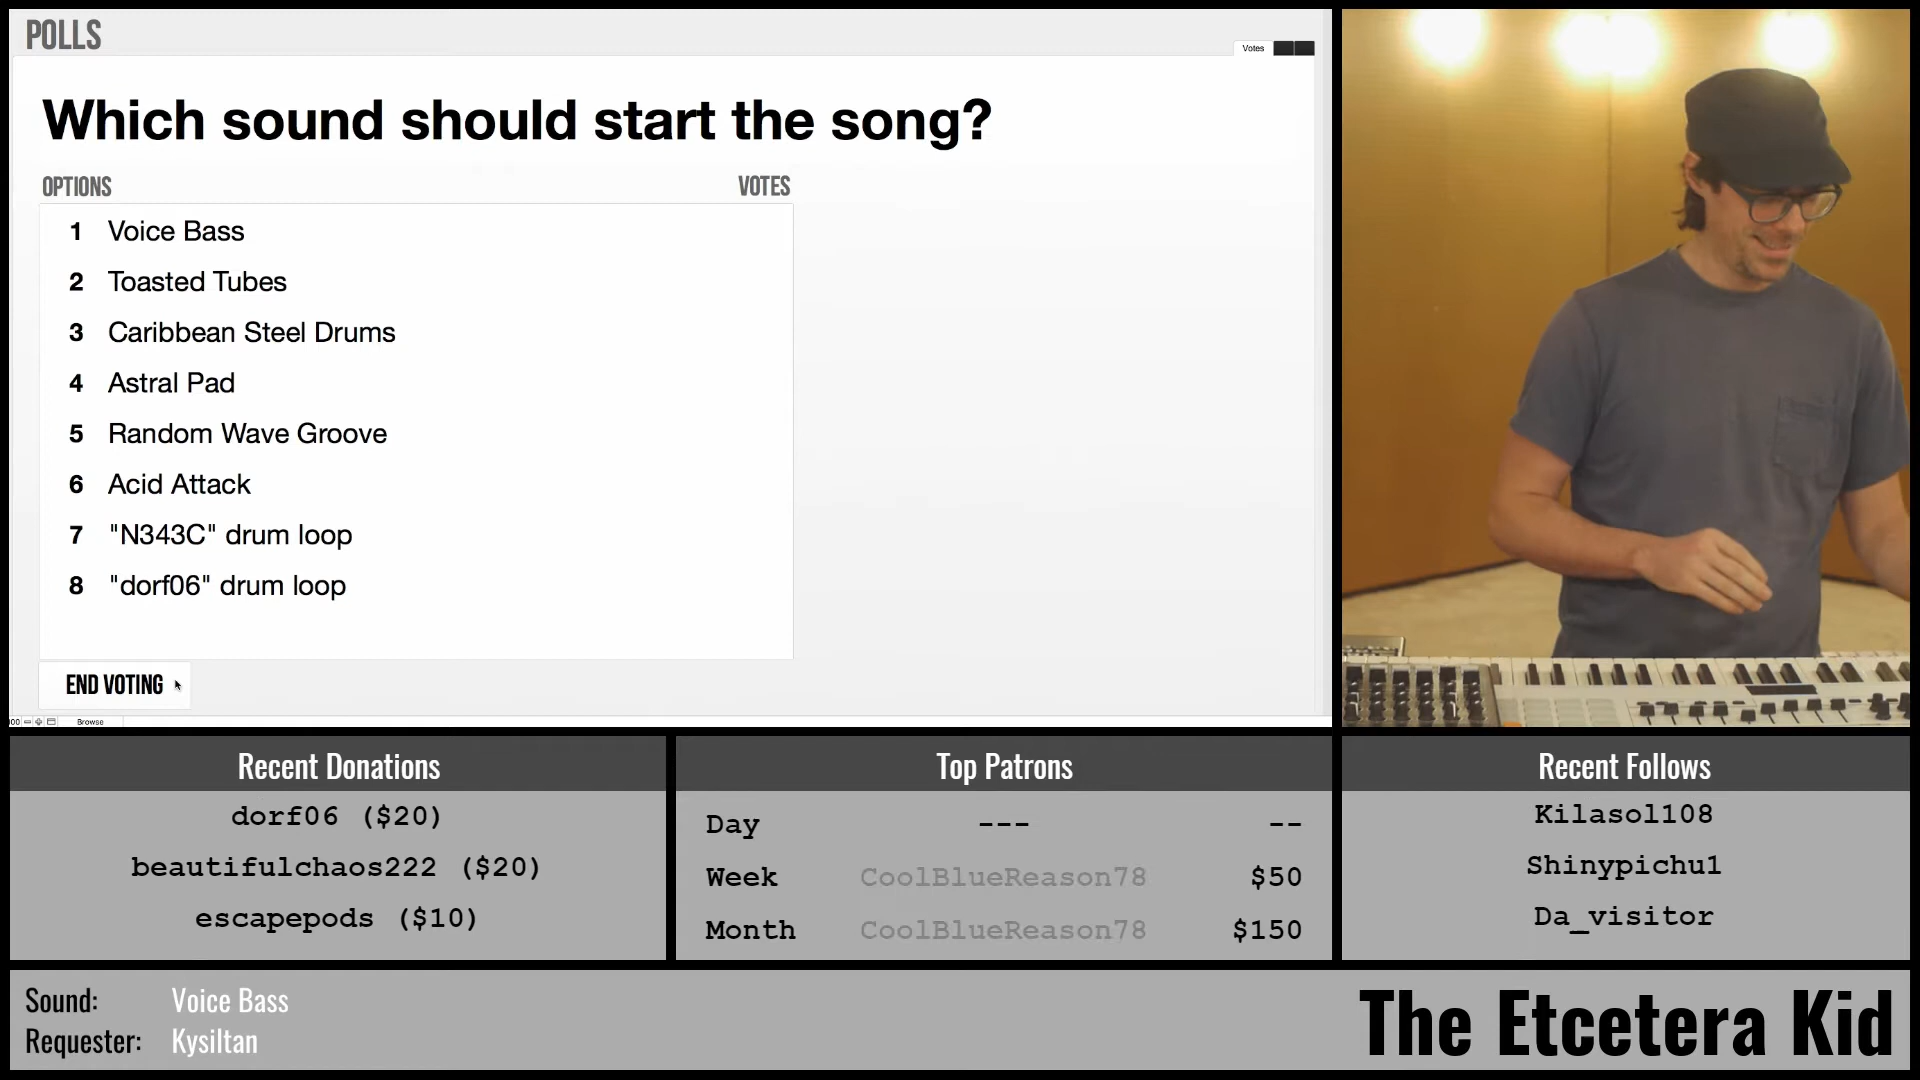 POLLS
Votes
Which sound should start the song?
OPTIONS VOTES
1 Voice Bass
2 Toasted Tubes
3 Caribbean Steel Drums
4 Astral Pad
5 Random Wave Groove
6 Acid Attack
7 "N343C" drum loop
8 "dorf06" drum loop
END VOTING
Browse
Recent Donations
dorf06 ($20)
beautifulchaos222 ($20)
escapepods ($10)
Top Patrons
Day --- --
Week CoolBlueReason78 $50
Month CoolBlueReason78 $150
Recent Follows
Kilasol108
Shinypichu1
Da_visitor
Sound: Voice Bass
Requester: Kysiltan
The Etcetera Kid